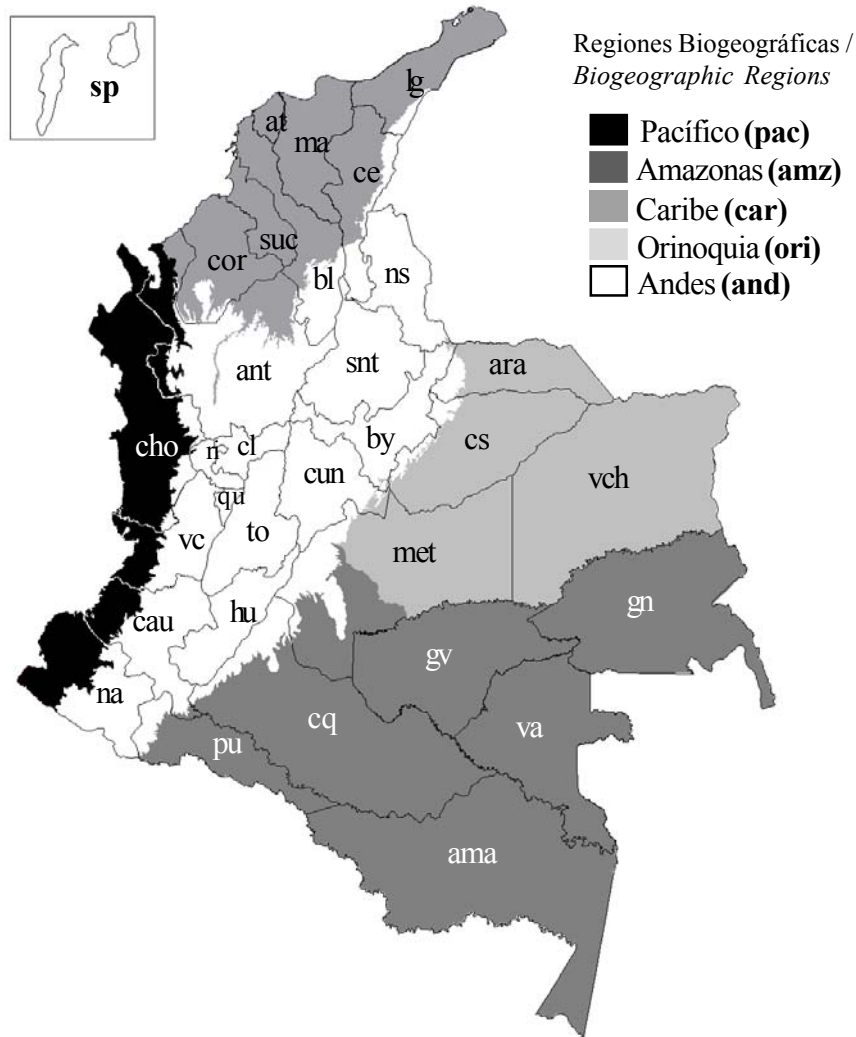 sp
Regiones Biogeográficas /
Biogeographic Regions
Pacífico (pac)
Amazonas (amz)
Caribe (car)
Orinoquia (ori)
Andes (and)
lg
at
ma
ce
suc
cor
bl
ns
ant
snt
ara
cho
ri
cl
by
cs
vch
cun
qu
vc
to
met
hu
cau
gn
gv
na
cq
va
pu
ama